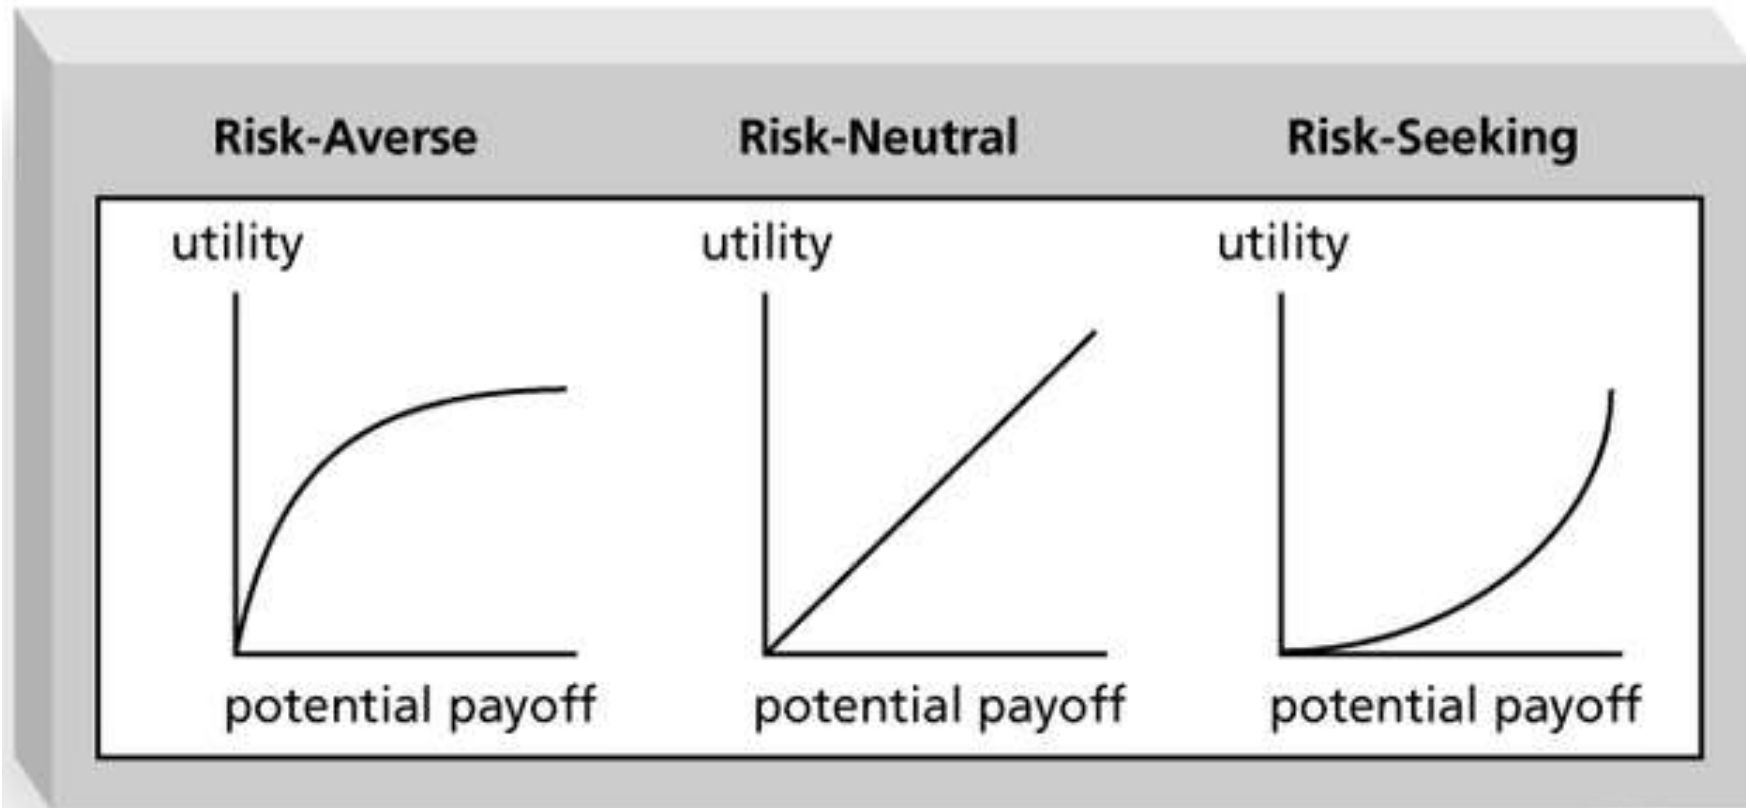 Risk-Averse
Risk-Neutral
Risk-Seeking
utility
utility
utility
potential payoff
potential payoff
potential payoff